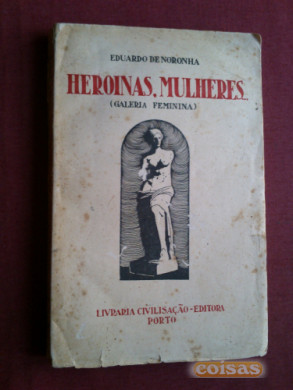 EDUARDO DE NORONHA
HEROINAS, MULHERES
(GALERIA FEMININA)
LIVRARIA CIVILISAÇÃO-EDITORA
PORTO
coisas